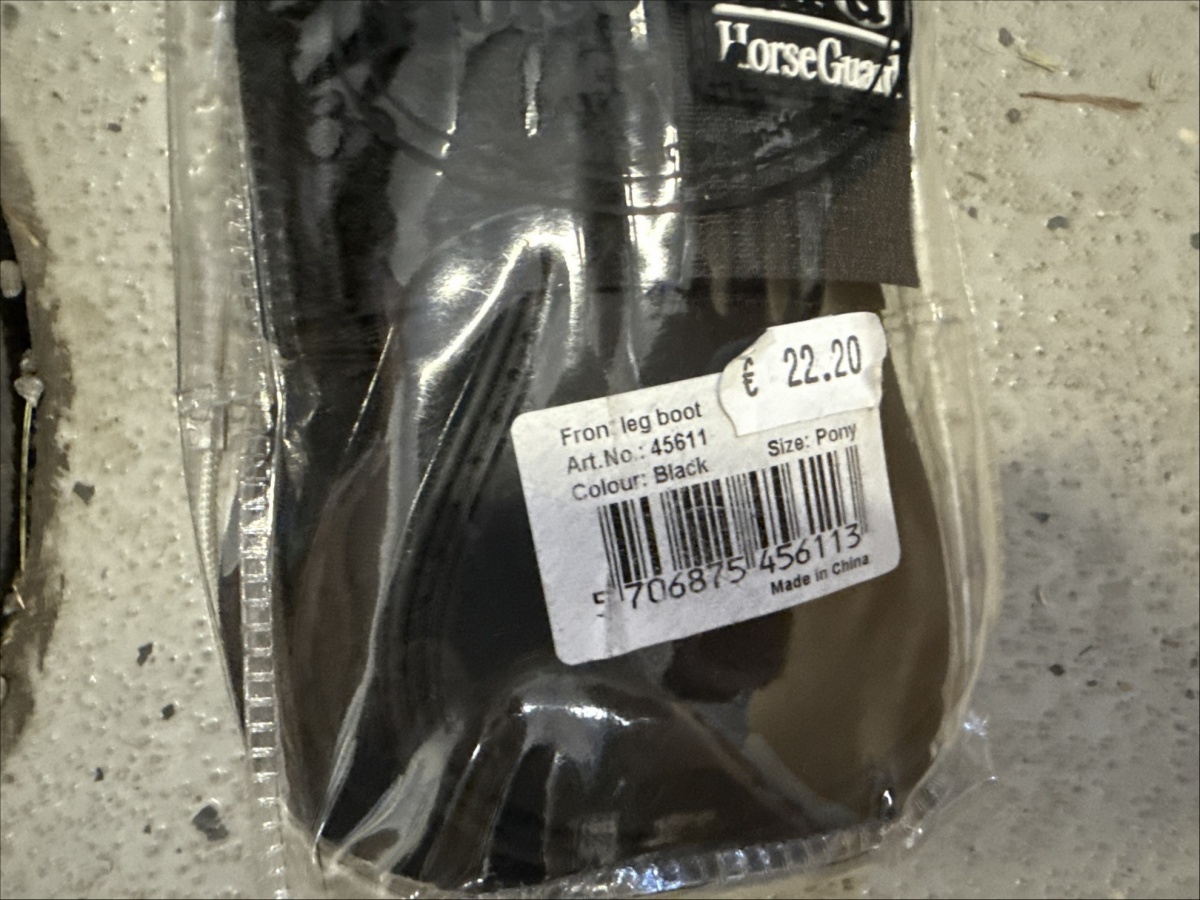 HorseGuard
€ 22.20
Front leg boot
Art.No.: 45611
Size: Pony
Colour: Black
5 706875 456113
Made in China